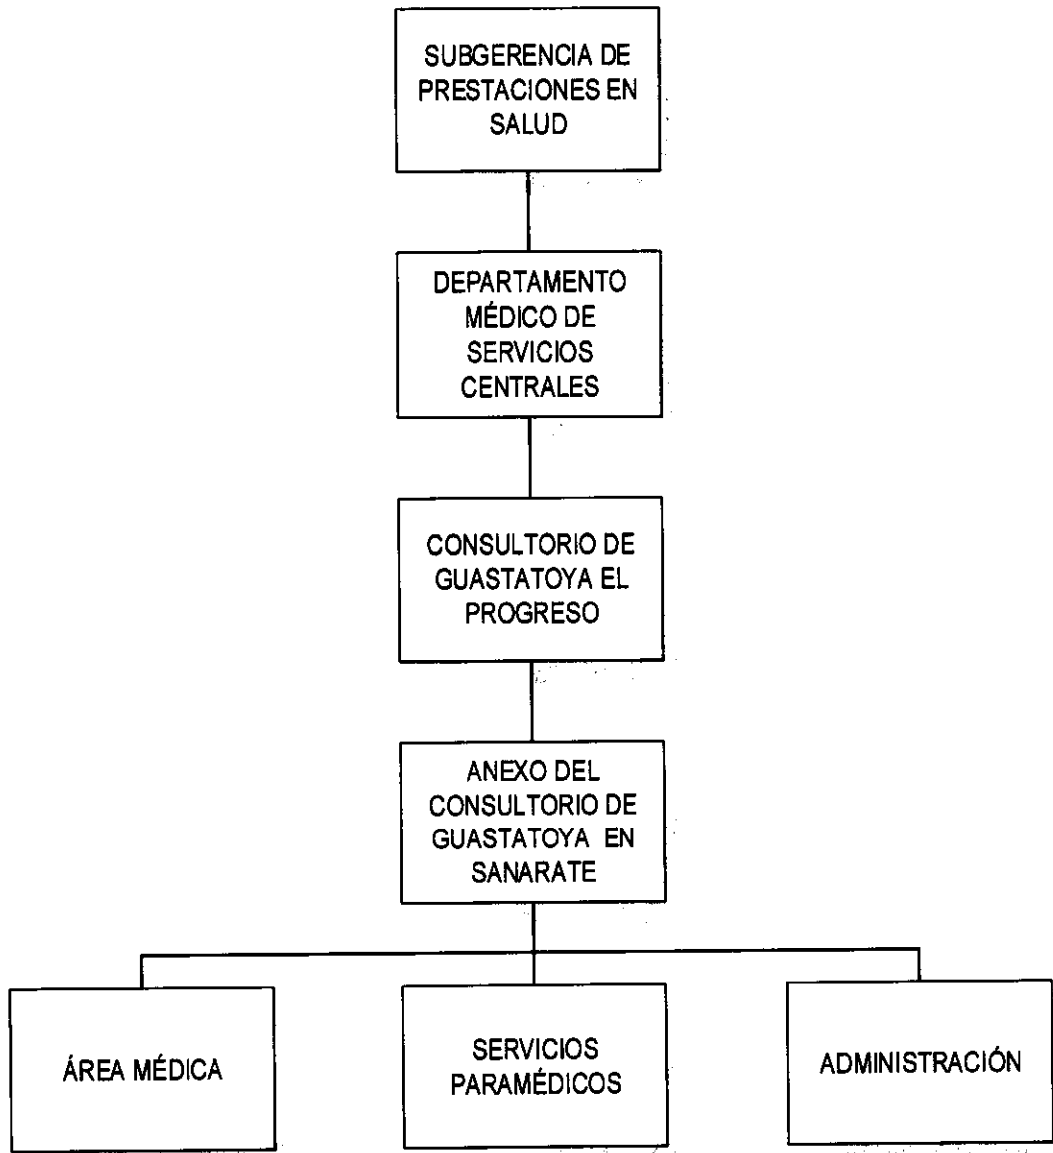 SUBGERENCIA DE
PRESTACIONES EN
SALUD
DEPARTAMENTO
MÉDICO DE
SERVICIOS
CENTRALES
CONSULTORIO DE
GUASTATOYA EL
PROGRESO
ANEXO DEL
CONSULTORIO DE
GUASTATOYA EN
SANARATE
ÁREA MÉDICA
SERVICIOS
PARAMÉDICOS
ADMINISTRACIÓN